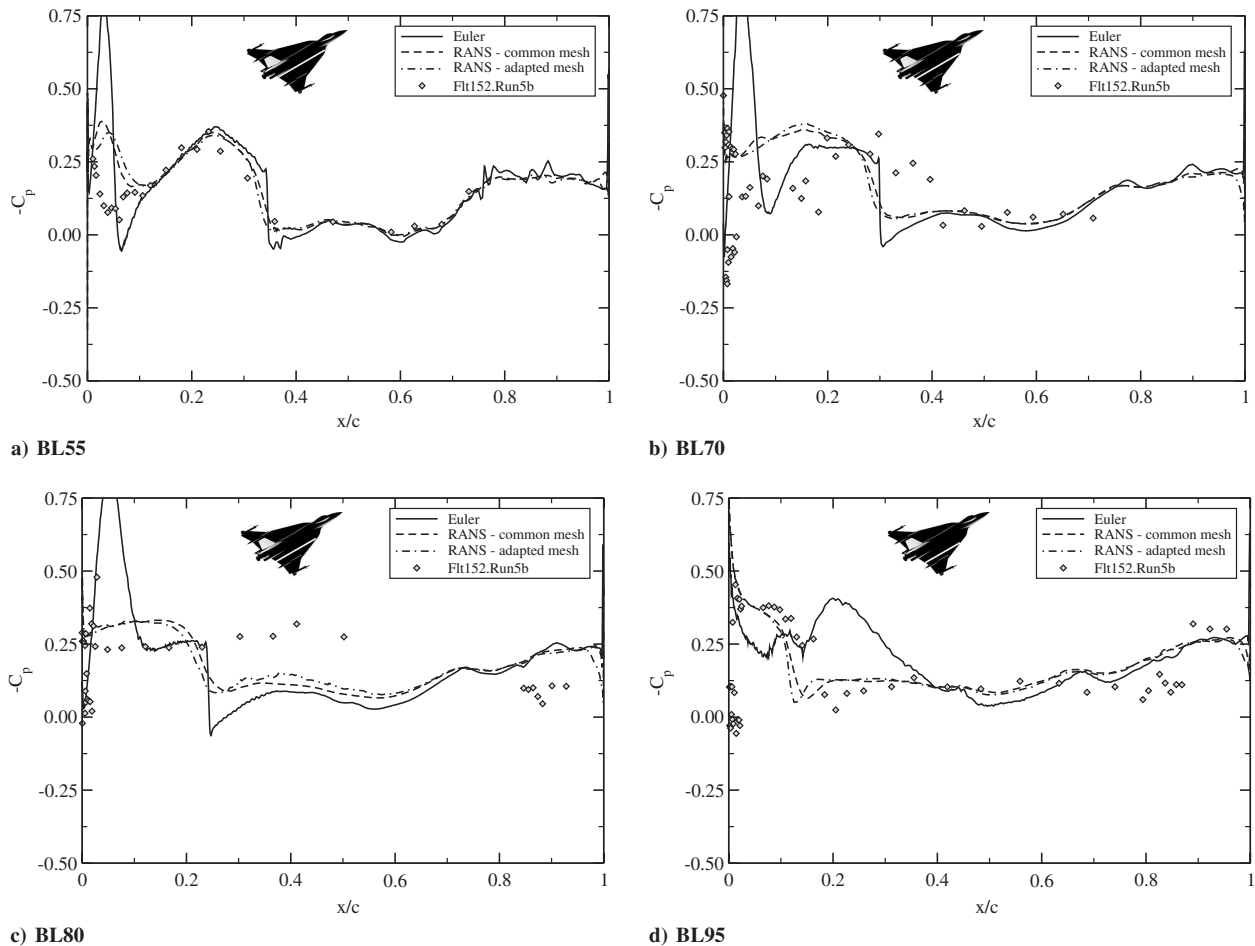 0.75
0.50
0.25
0.00
-0.25
-0.50
-Cp
0 0.2 0.4 0.6 0.8 1
x/c
Euler
RANS - common mesh
RANS - adapted mesh
Flt152.Run5b
a) BL55
0.75
0.50
0.25
0.00
-0.25
-0.50
-Cp
0 0.2 0.4 0.6 0.8 1
x/c
Euler
RANS - common mesh
RANS - adapted mesh
Flt152.Run5b
b) BL70
0.75
0.50
0.25
0.00
-0.25
-0.50
-Cp
0 0.2 0.4 0.6 0.8 1
x/c
Euler
RANS - common mesh
RANS - adapted mesh
Flt152.Run5b
c) BL80
0.75
0.50
0.25
0.00
-0.25
-0.50
-Cp
0 0.2 0.4 0.6 0.8 1
x/c
Euler
RANS - common mesh
RANS - adapted mesh
Flt152.Run5b
d) BL95